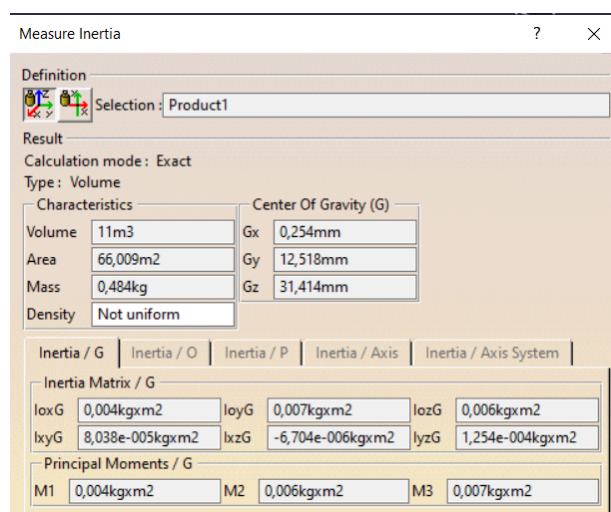 Measure Inertia ? ×
Definition
Selection : Product1
Result
Calculation mode : Exact
Type : Volume
Characteristics Center Of Gravity (G)
Volume 11m3 Gx 0,254mm
Area 66,009m2 Gy 12,518mm
Mass 0,484kg Gz 31,414mm
Density Not uniform
Inertia / G Inertia / O Inertia / P Inertia / Axis Inertia / Axis System
Inertia Matrix / G
IoxG 0,004kgxm2 IoyG 0,007kgxm2 IozG 0,006kgxm2
IxyG 8,038e-005kgxm2 IxzG -6,704e-006kgxm2 IyzG 1,254e-004kgxm2
Principal Moments / G
M1 0,004kgxm2 M2 0,006kgxm2 M3 0,007kgxm2